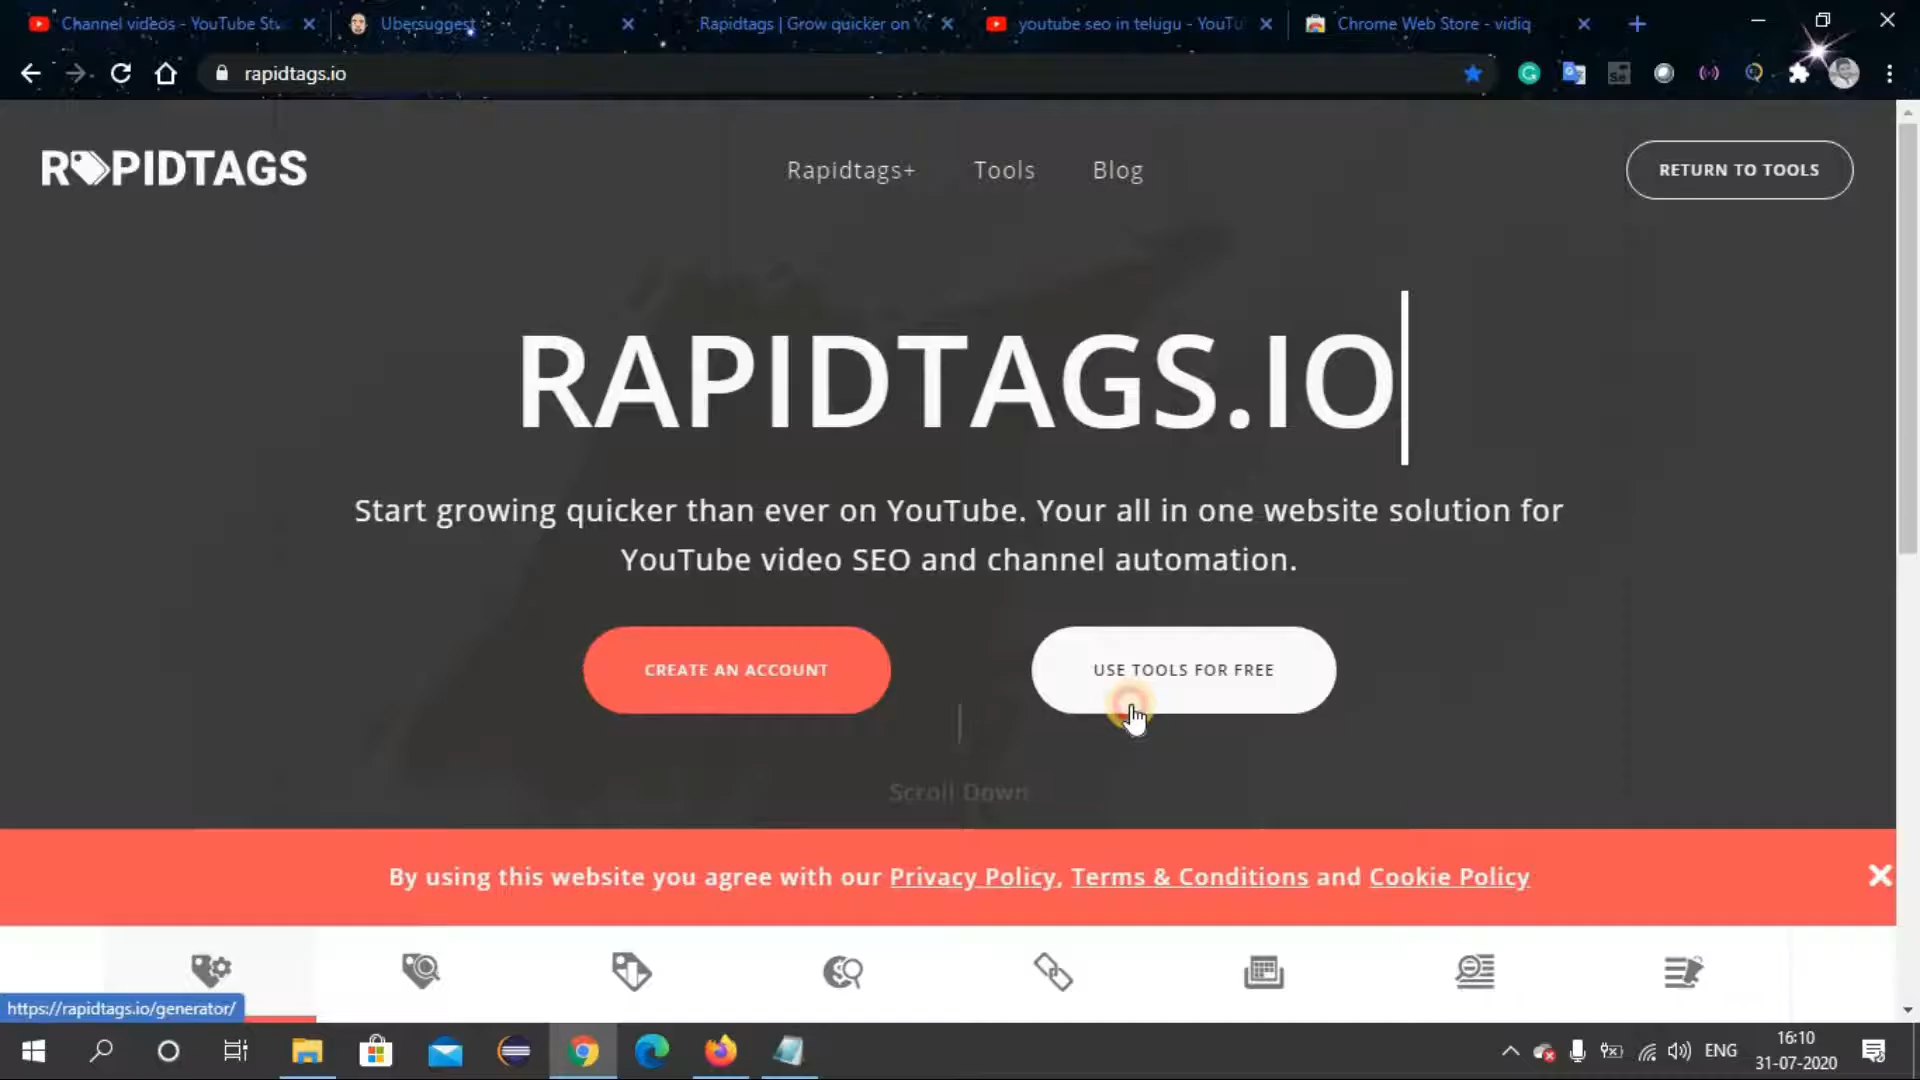 Channel videos - YouTube Stu
Ubersuggest
Rapidtags | Grow quicker on Yo
youtube seo in telugu - YouTu
Chrome Web Store - vidiq
rapidtags.io
RAPIDTAGS
Rapidtags+
Tools
Blog
RETURN TO TOOLS
RAPIDTAGS.IO
Start growing quicker than ever on YouTube. Your all in one website solution for
YouTube video SEO and channel automation.
CREATE AN ACCOUNT
USE TOOLS FOR FREE
Scroll Down
By using this website you agree with our Privacy Policy, Terms & Conditions and Cookie Policy
https://rapidtags.io/generator/
ENG
16:10
31-07-2020